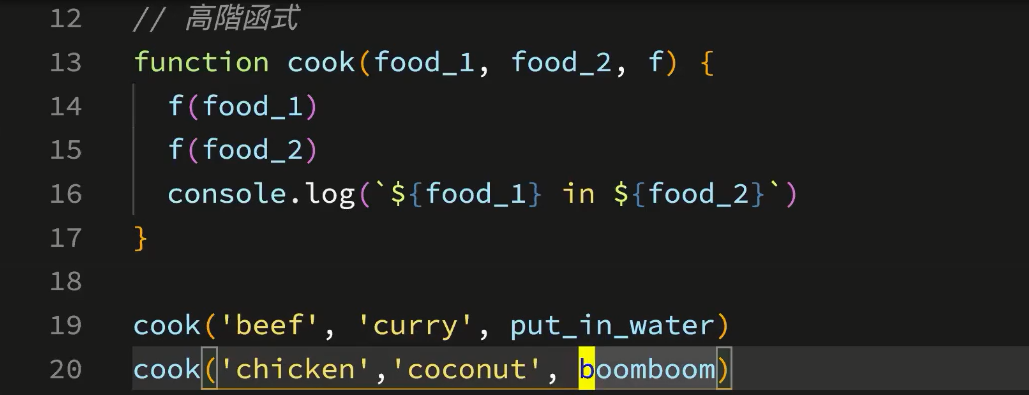 12 // 高階函式
13 function cook(food_1, food_2, f) {
14 f(food_1)
15 f(food_2)
16 console.log(`${food_1} in ${food_2}`)
17 }
18
19 cook('beef', 'curry', put_in_water)
20 cook('chicken','coconut', boomboom)